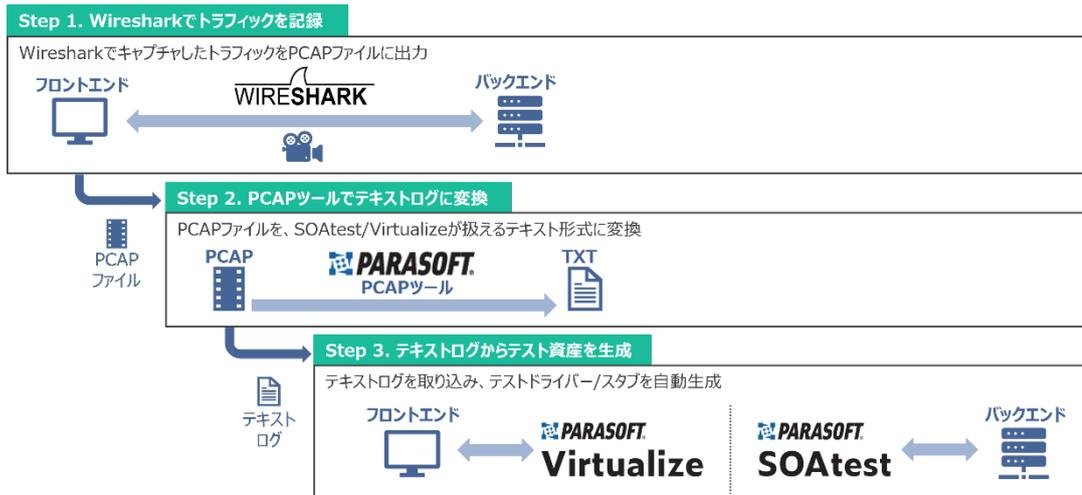 Step 1. Wiresharkでトラフィックを記録
WiresharkでキャプチャしたトラフィックをPCAPファイルに出力
フロントエンド
WIRESHARK
バックエンド
Step 2. PCAPツールでテキストログに変換
PCAPファイルを、SOAtest/Virtualizeが扱えるテキスト形式に変換
PCAP
ファイル
PCAP
PARASOFT.
PCAPツール
TXT
Step 3. テキストログからテスト資産を生成
テキストログを取り込み、テストドライバー/スタブを自動生成
テキスト
ログ
フロントエンド
PARASOFT.
Virtualize
PARASOFT.
SOAtest
バックエンド